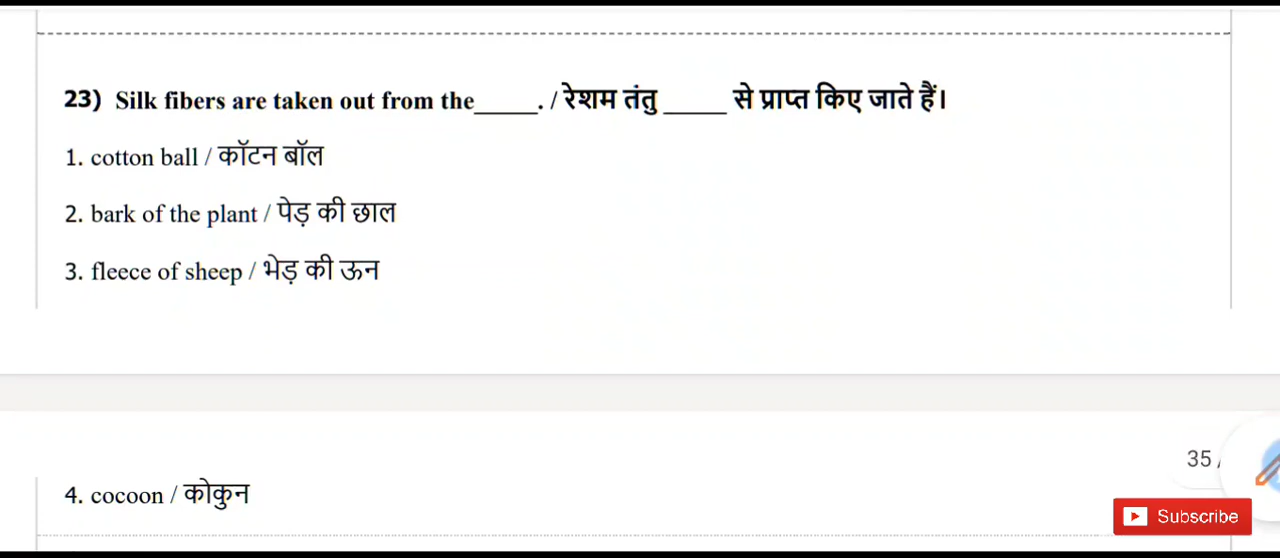 23) Silk fibers are taken out from the_____. / रेशम तंतु _____ से प्राप्त किए जाते हैं।
1. cotton ball / कॉटन बॉल
2. bark of the plant / पेड़ की छाल
3. fleece of sheep / भेड़ की ऊन
35 /
4. cocoon / कोकुन
Subscribe